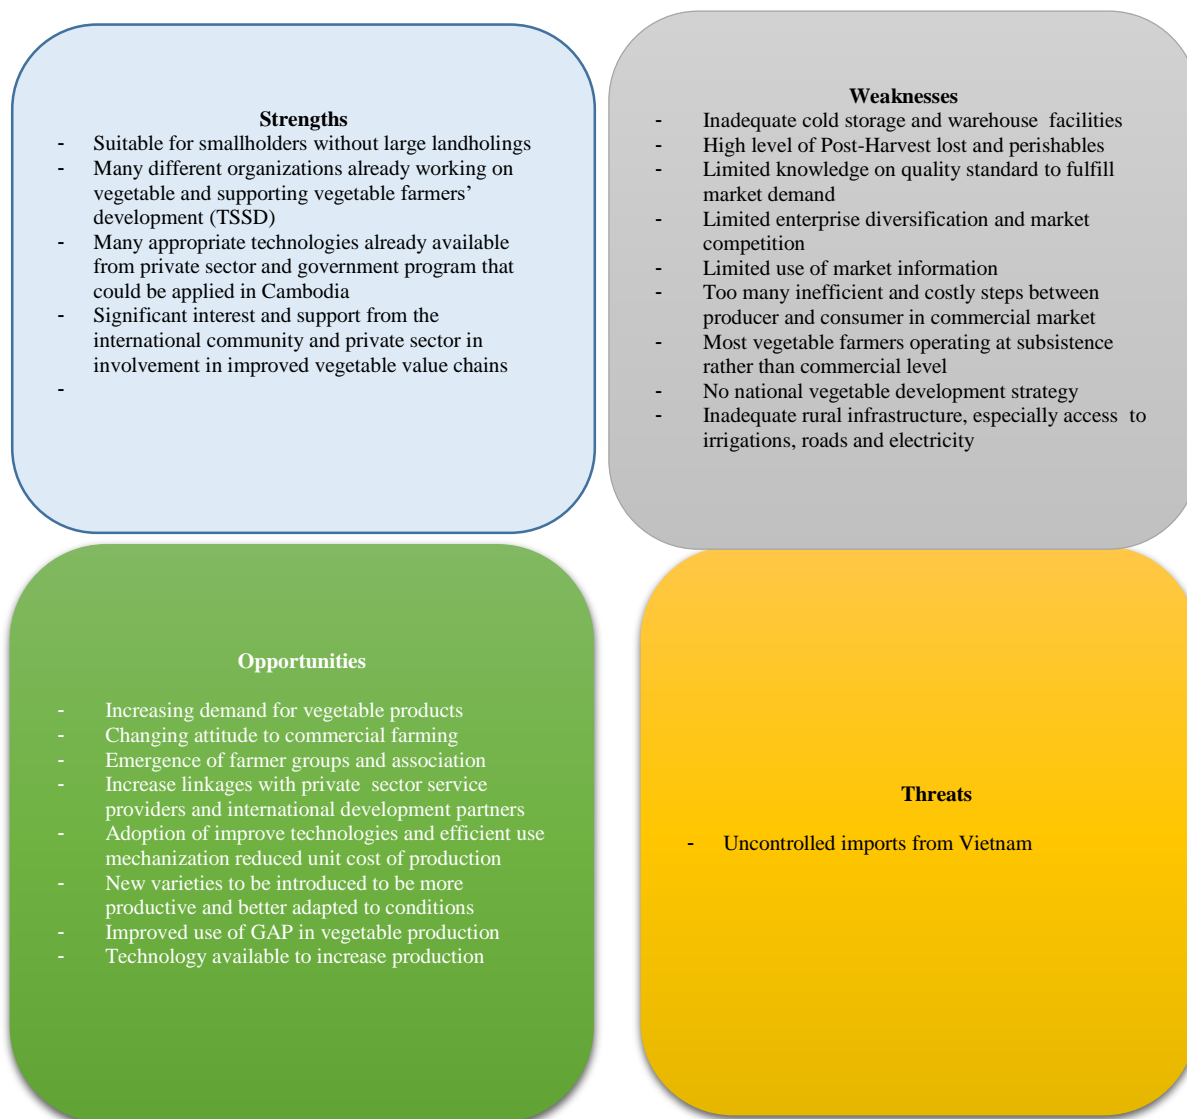 Strengths
- Suitable for smallholders without large landholings
- Many different organizations already working on
vegetable and supporting vegetable farmers’
development (TSSD)
- Many appropriate technologies already available
from private sector and government program that
could be applied in Cambodia
- Significant interest and support from the
international community and private sector in
involvement in improved vegetable value chains
-
Weaknesses
- Inadequate cold storage and warehouse facilities
- High level of Post-Harvest lost and perishables
- Limited knowledge on quality standard to fulfill
market demand
- Limited enterprise diversification and market
competition
- Limited use of market information
- Too many inefficient and costly steps between
producer and consumer in commercial market
- Most vegetable farmers operating at subsistence
rather than commercial level
- No national vegetable development strategy
- Inadequate rural infrastructure, especially access to
irrigations, roads and electricity
Opportunities
- Increasing demand for vegetable products
- Changing attitude to commercial farming
- Emergence of farmer groups and association
- Increase linkages with private sector service
providers and international development partners
- Adoption of improve technologies and efficient use
mechanization reduced unit cost of production
- New varieties to be introduced to be more
productive and better adapted to conditions
- Improved use of GAP in vegetable production
- Technology available to increase production
Threats
- Uncontrolled imports from Vietnam